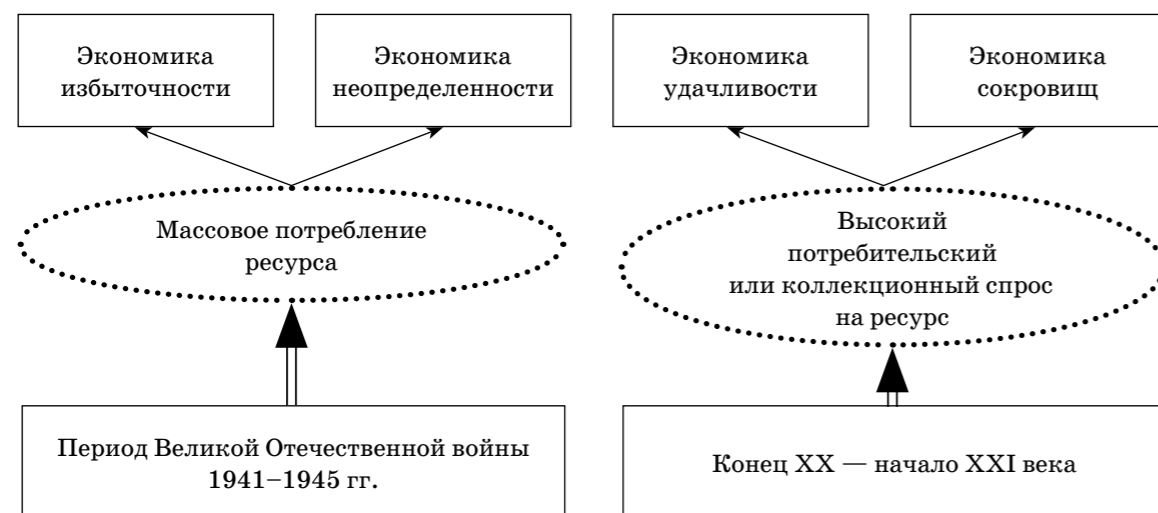 Экономика
избыточности
Экономика
неопределенности
Экономика
удачливости
Экономика
сокровищ
Массовое потребление
ресурса
Высокий
потребительский
или коллекционный спрос
на ресурс
Период Великой Отечественной войны
1941–1945 гг.
Конец XX — начало XXI века